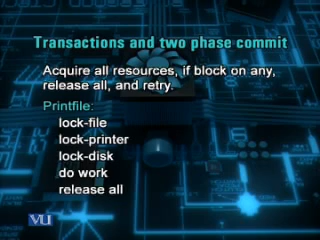 Transactions and two phase commit
Acquire all resources, if block on any,
release all, and retry.
Printfile:
lock-file
lock-printer
lock-disk
do work
release all
VU